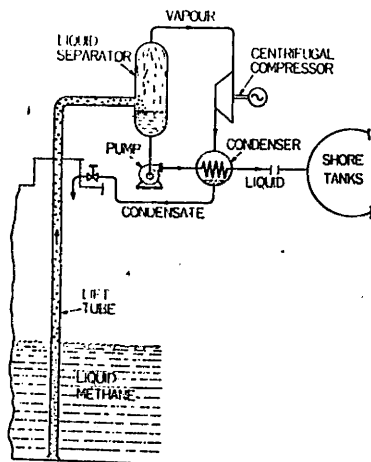 VAPOUR
LIQUID
SEPARATOR
CENTRIFUGAL
COMPRESSOR
PUMP
CONDENSER
SHORE
TANKS
LIQUID
CONDENSATE
LIFT
TUBE
LIQUID
METHANE